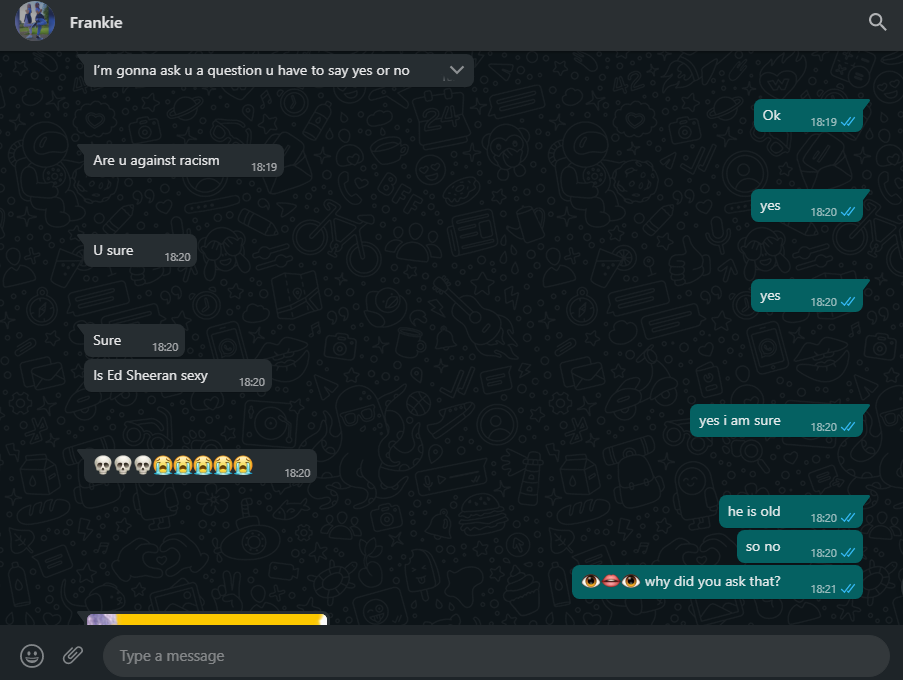 Frankie
I'm gonna ask u a question u have to say yes or no
Ok 18:19
Are u against racism 18:19
yes 18:20
U sure 18:20
yes 18:20
Sure 18:20
Is Ed Sheeran sexy 18:20
yes i am sure 18:20
💀💀💀😭😭😭😭😭 18:20
he is old 18:20
so no 18:20
👁️👄👁️ why did you ask that? 18:21
Type a message